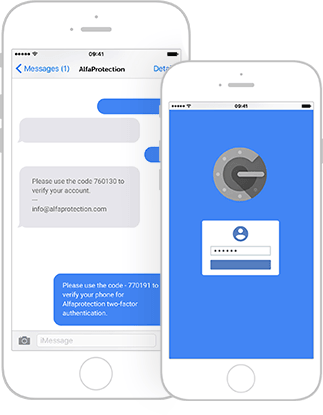 09:41
Messages (1)
AlfaProtection
Detail
Please use the code 760130 to
verify your account.
---
info@alfaprotection.com
Please use the code - 770191 to
verify your phone for
Alfaprotection two-factor
authentication.
iMessage
09:41